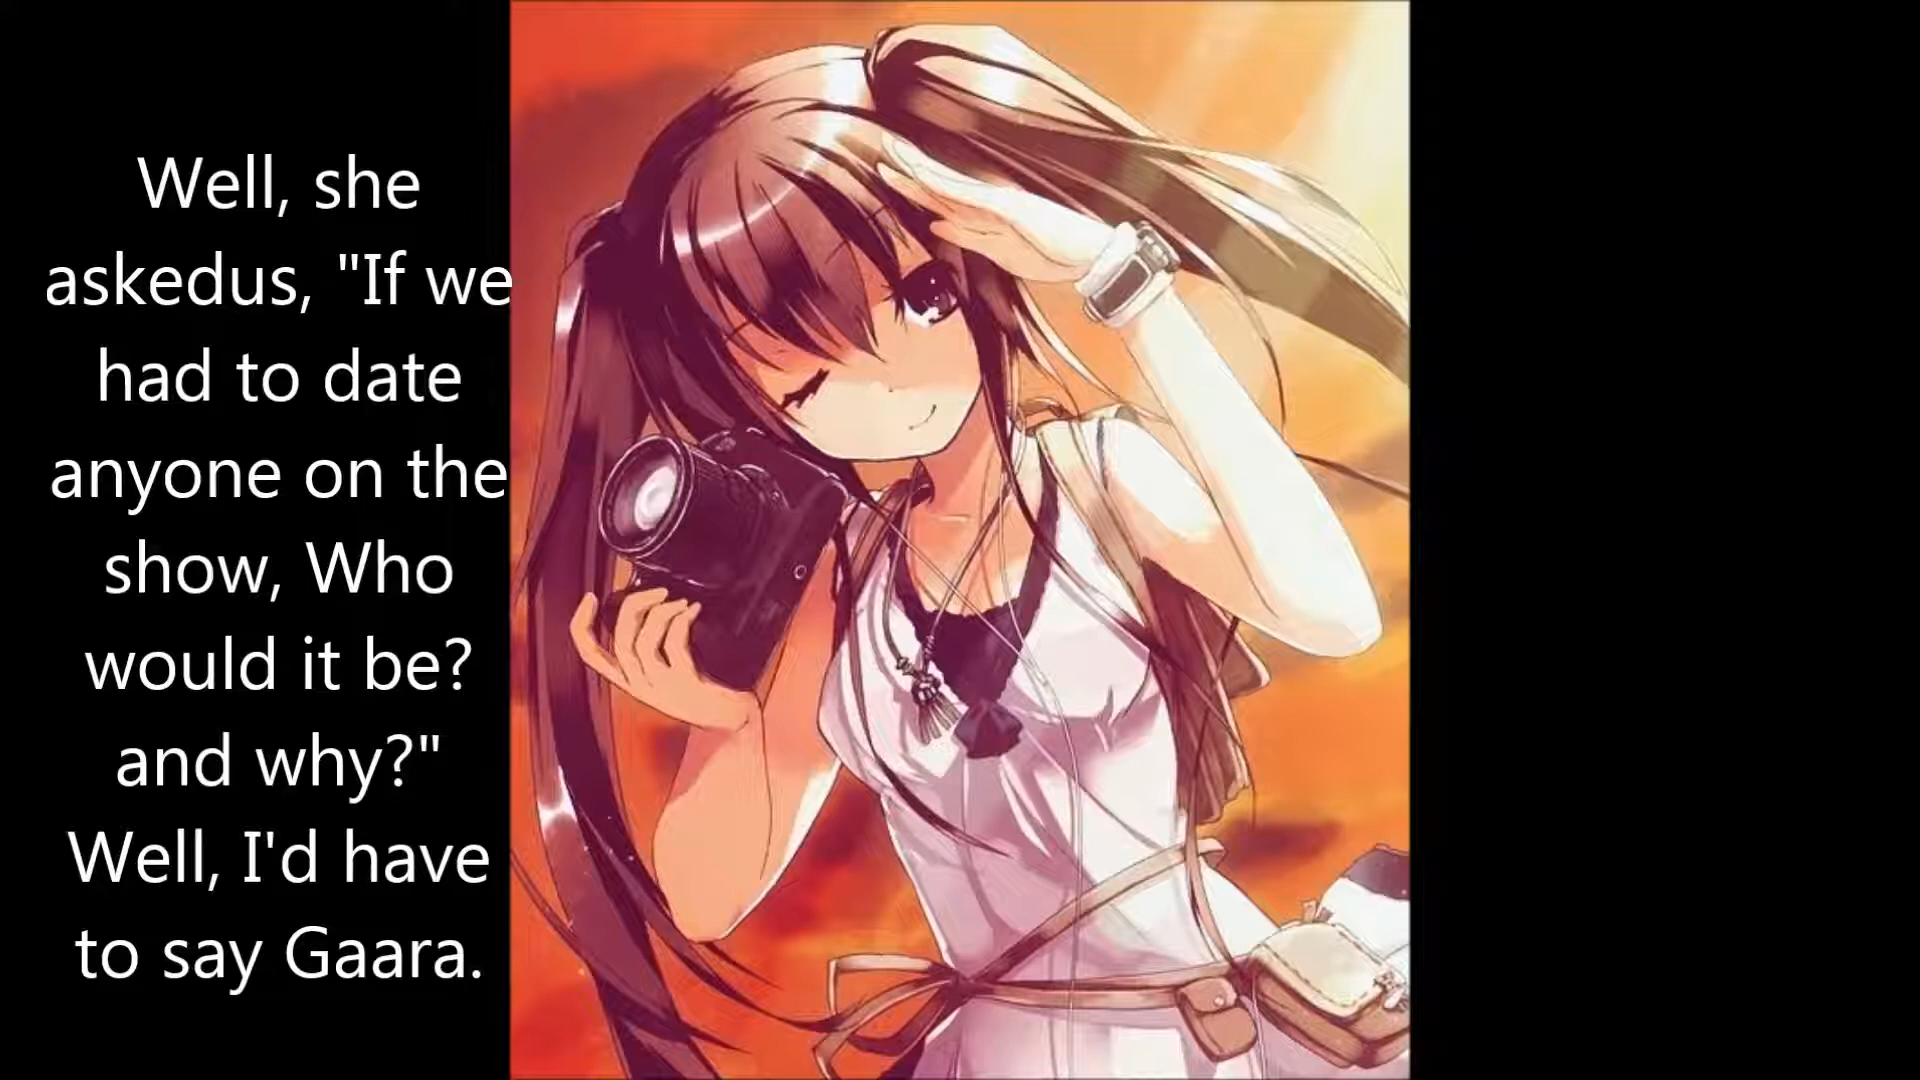 Well, she
askedus, "If we
had to date
anyone on the
show, Who
would it be?
and why?"
Well, I'd have
to say Gaara.